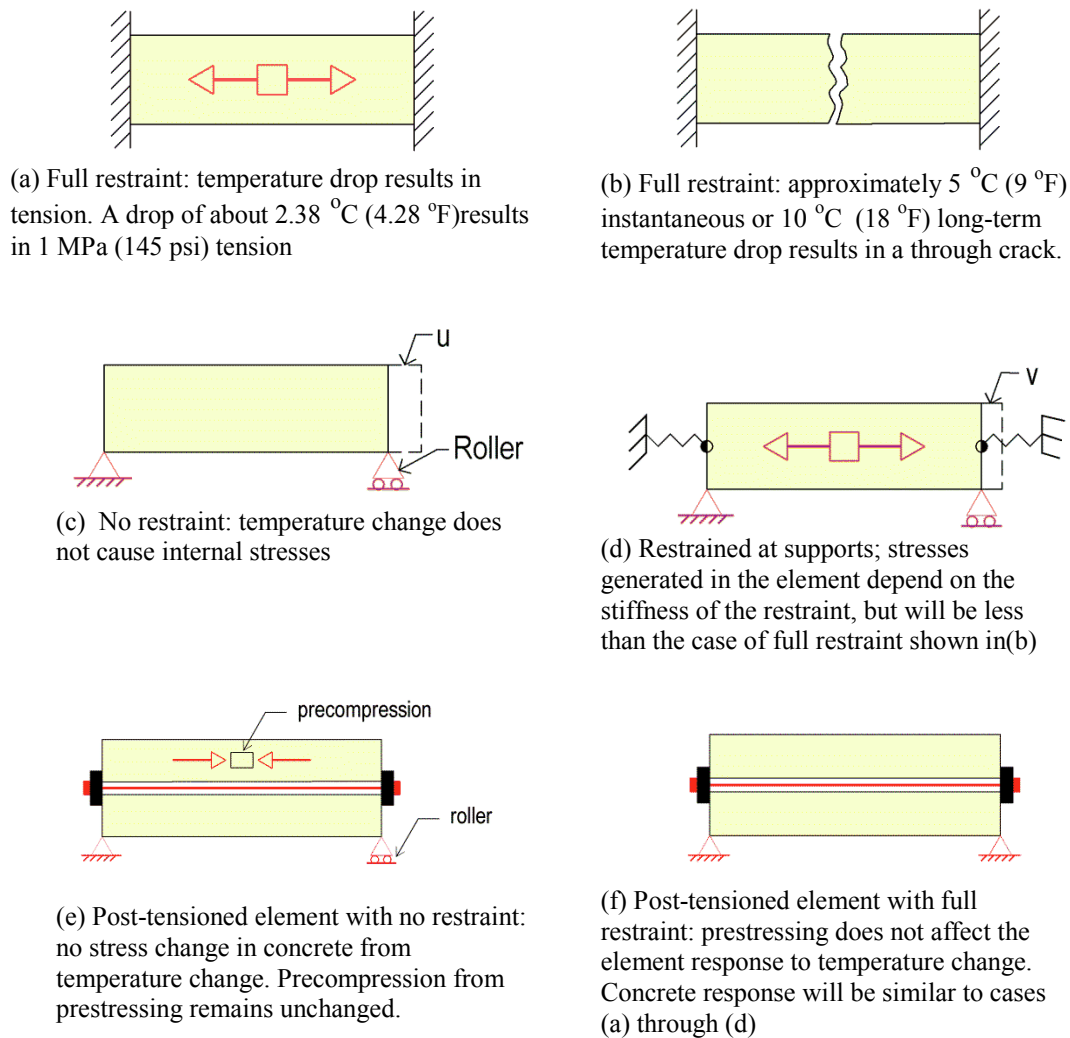 (a) Full restraint: temperature drop results in
tension. A drop of about 2.38 °C (4.28 °F)results
in 1 MPa (145 psi) tension
(b) Full restraint: approximately 5 °C (9 °F)
instantaneous or 10 °C (18 °F) long-term
temperature drop results in a through crack.
u
Roller
(c) No restraint: temperature change does
not cause internal stresses
v
(d) Restrained at supports; stresses
generated in the element depend on the
stiffness of the restraint, but will be less
than the case of full restraint shown in(b)
precompression
roller
(e) Post-tensioned element with no restraint:
no stress change in concrete from
temperature change. Precompression from
prestressing remains unchanged.
(f) Post-tensioned element with full
restraint: prestressing does not affect the
element response to temperature change.
Concrete response will be similar to cases
(a) through (d)